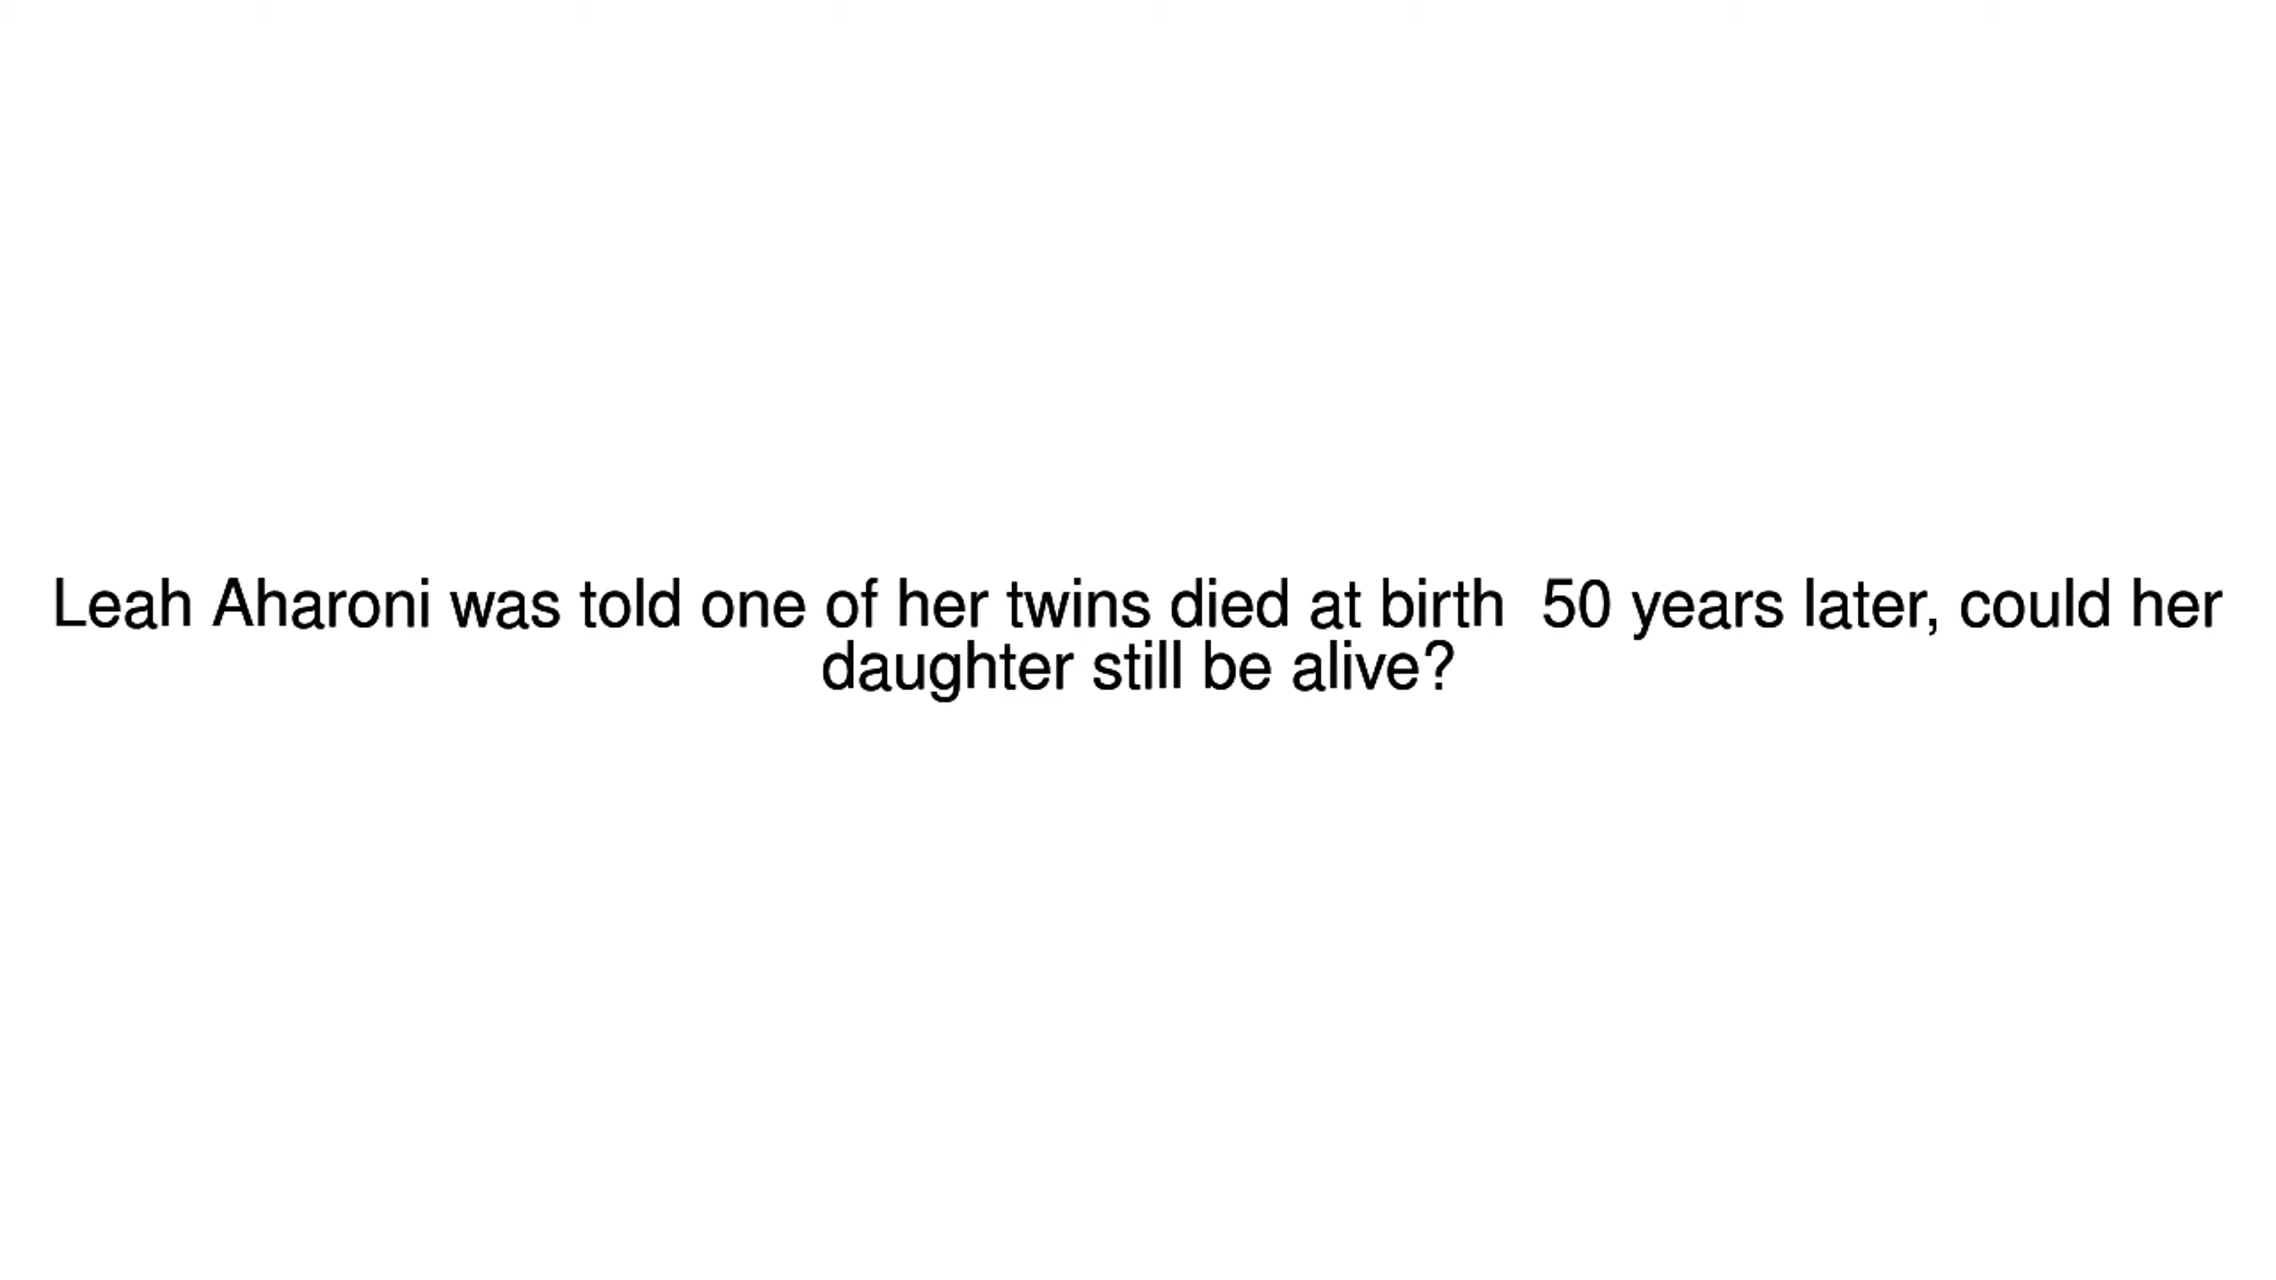 Leah Aharoni was told one of her twins died at birth  50 years later, could her
daughter still be alive?